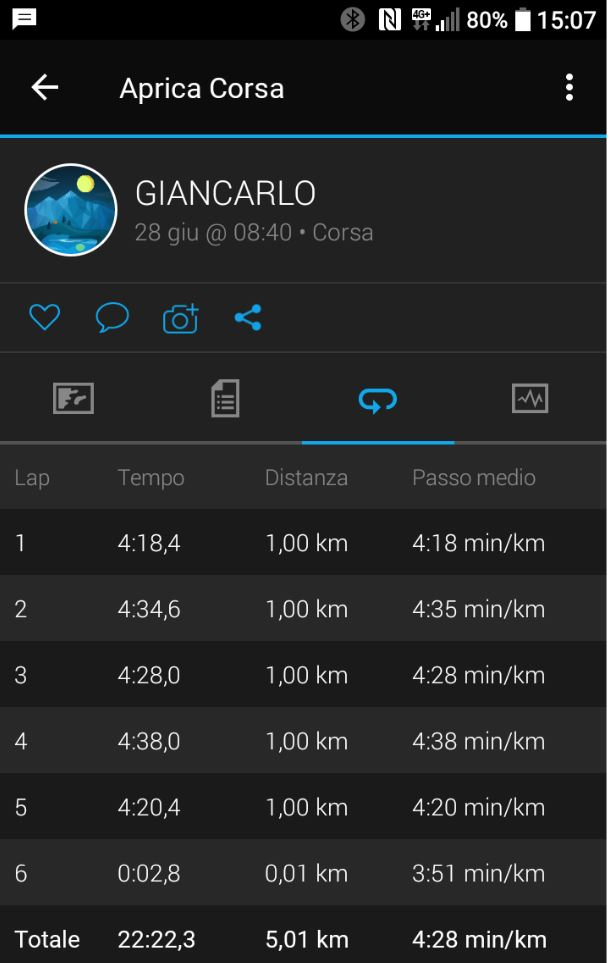 4G+ 80% 15:07
Aprica Corsa
GIANCARLO
28 giu @ 08:40 • Corsa
Lap Tempo Distanza Passo medio
1 4:18,4 1,00 km 4:18 min/km
2 4:34,6 1,00 km 4:35 min/km
3 4:28,0 1,00 km 4:28 min/km
4 4:38,0 1,00 km 4:38 min/km
5 4:20,4 1,00 km 4:20 min/km
6 0:02,8 0,01 km 3:51 min/km
Totale 22:22,3 5,01 km 4:28 min/km